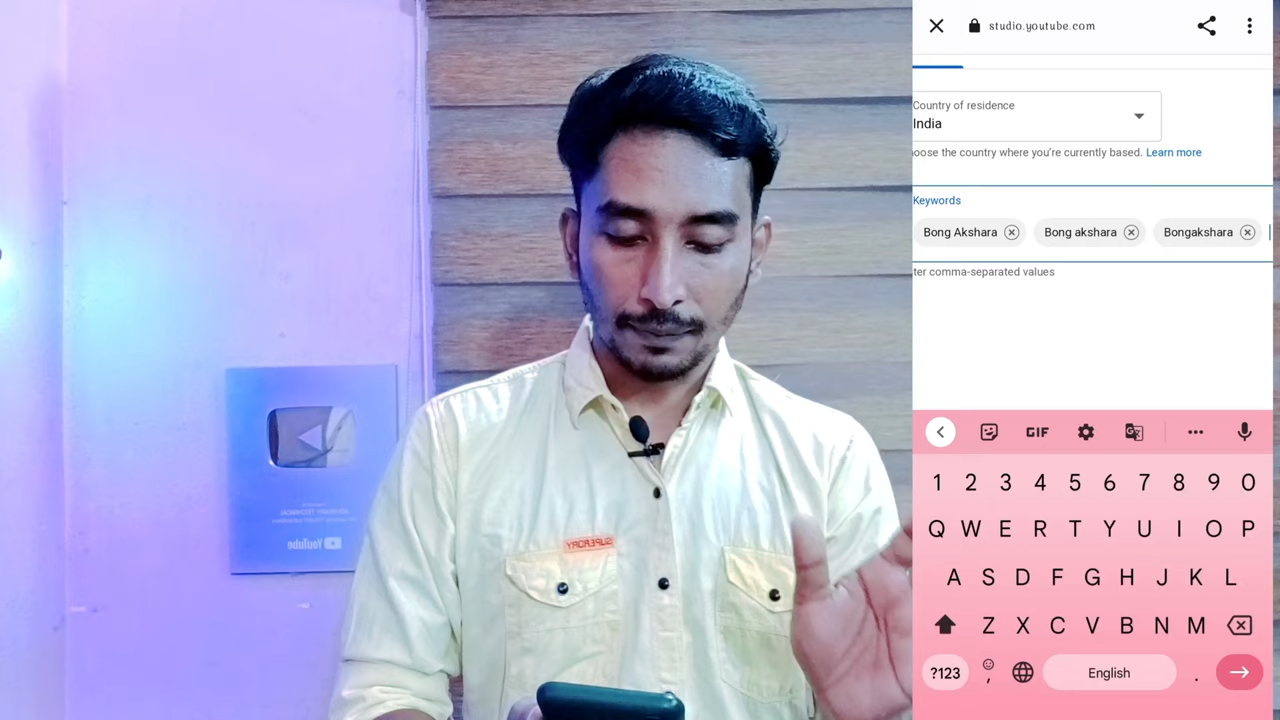 studio.youtube.com
Country of residence
India
oose the country where you're currently based. Learn more
Keywords
Bong Akshara
Bong akshara
Bongakshara
ter comma-separated values
GIF
1 2 3 4 5 6 7 8 9 0
Q W E R T Y U I O P
A S D F G H J K L
Z X C V B N M
?123 , English .
SUPERDRY
YouTube